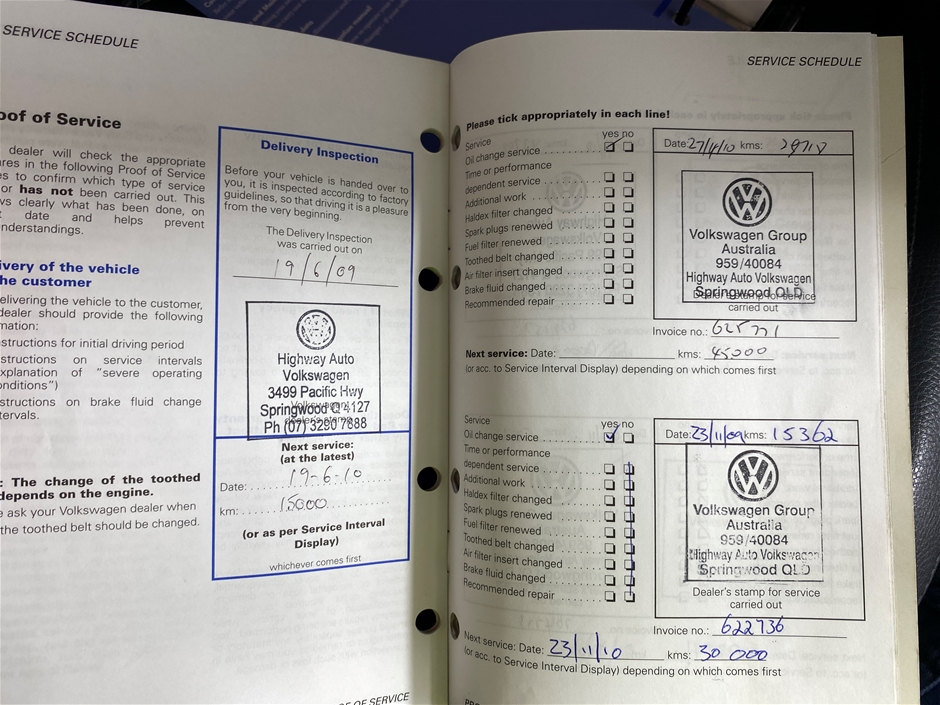 SERVICE SCHEDULE
oof of Service
dealer will check the appropriate
res in the following Proof of Service
es to confirm which type of service
or has not been carried out. This
ws clearly what has been done, on
t date and helps prevent
nderstandings.
ivery of the vehicle
he customer
elivering the vehicle to the customer,
dealer should provide the following
mation:
structions for initial driving period
structions on service intervals
explanation of "severe operating
onditions")
structions on brake fluid change
tervals.
: The change of the toothed
depends on the engine.
e ask your Volkswagen dealer when
the toothed belt should be changed.
Delivery Inspection
Before your vehicle is handed over to
you, it is inspected according to factory
guidelines, so that driving it is a pleasure
from the very beginning.
The Delivery Inspection
was carried out on
19/6/09
Highway Auto
Volkswagen
3499 Pacific Hwy
Springwood Q 4127
Ph (07) 3290 7888
Next service:
(at the latest)
Date: 19-6-10
km: 15000
(or as per Service Interval
Display)
whichever comes first
OF SERVICE
SERVICE SCHEDULE
Please tick appropriately in each line!
Service yes no
Oil change service
Time or performance
dependent service
Additional work
Haldex filter changed
Spark plugs renewed
Fuel filter renewed
Toothed belt changed
Air filter insert changed
Brake fluid changed
Recommended repair
Date: 27/4/10 kms:
Volkswagen Group
Australia
959/40084
Highway Auto Volkswagen
Springwood QLD
Dealer's stamp for service
carried out
Invoice no.: 625771
Next service: Date: kms: 45000
(or acc. to Service Interval Display) depending on which comes first
Service yes no
Oil change service
Time or performance
dependent service
Additional work
Haldex filter changed
Spark plugs renewed
Fuel filter renewed
Toothed belt changed
Air filter insert changed
Brake fluid changed
Recommended repair
Date: 23/11/09 kms: 15362
Volkswagen Group
Australia
959/40084
Highway Auto Volkswagen
Springwood QLD
Dealer's stamp for service
carried out
Invoice no.: 622736
Next service: Date: 23/11/10 kms: 30 000
(or acc. to Service Interval Display) depending on which comes first